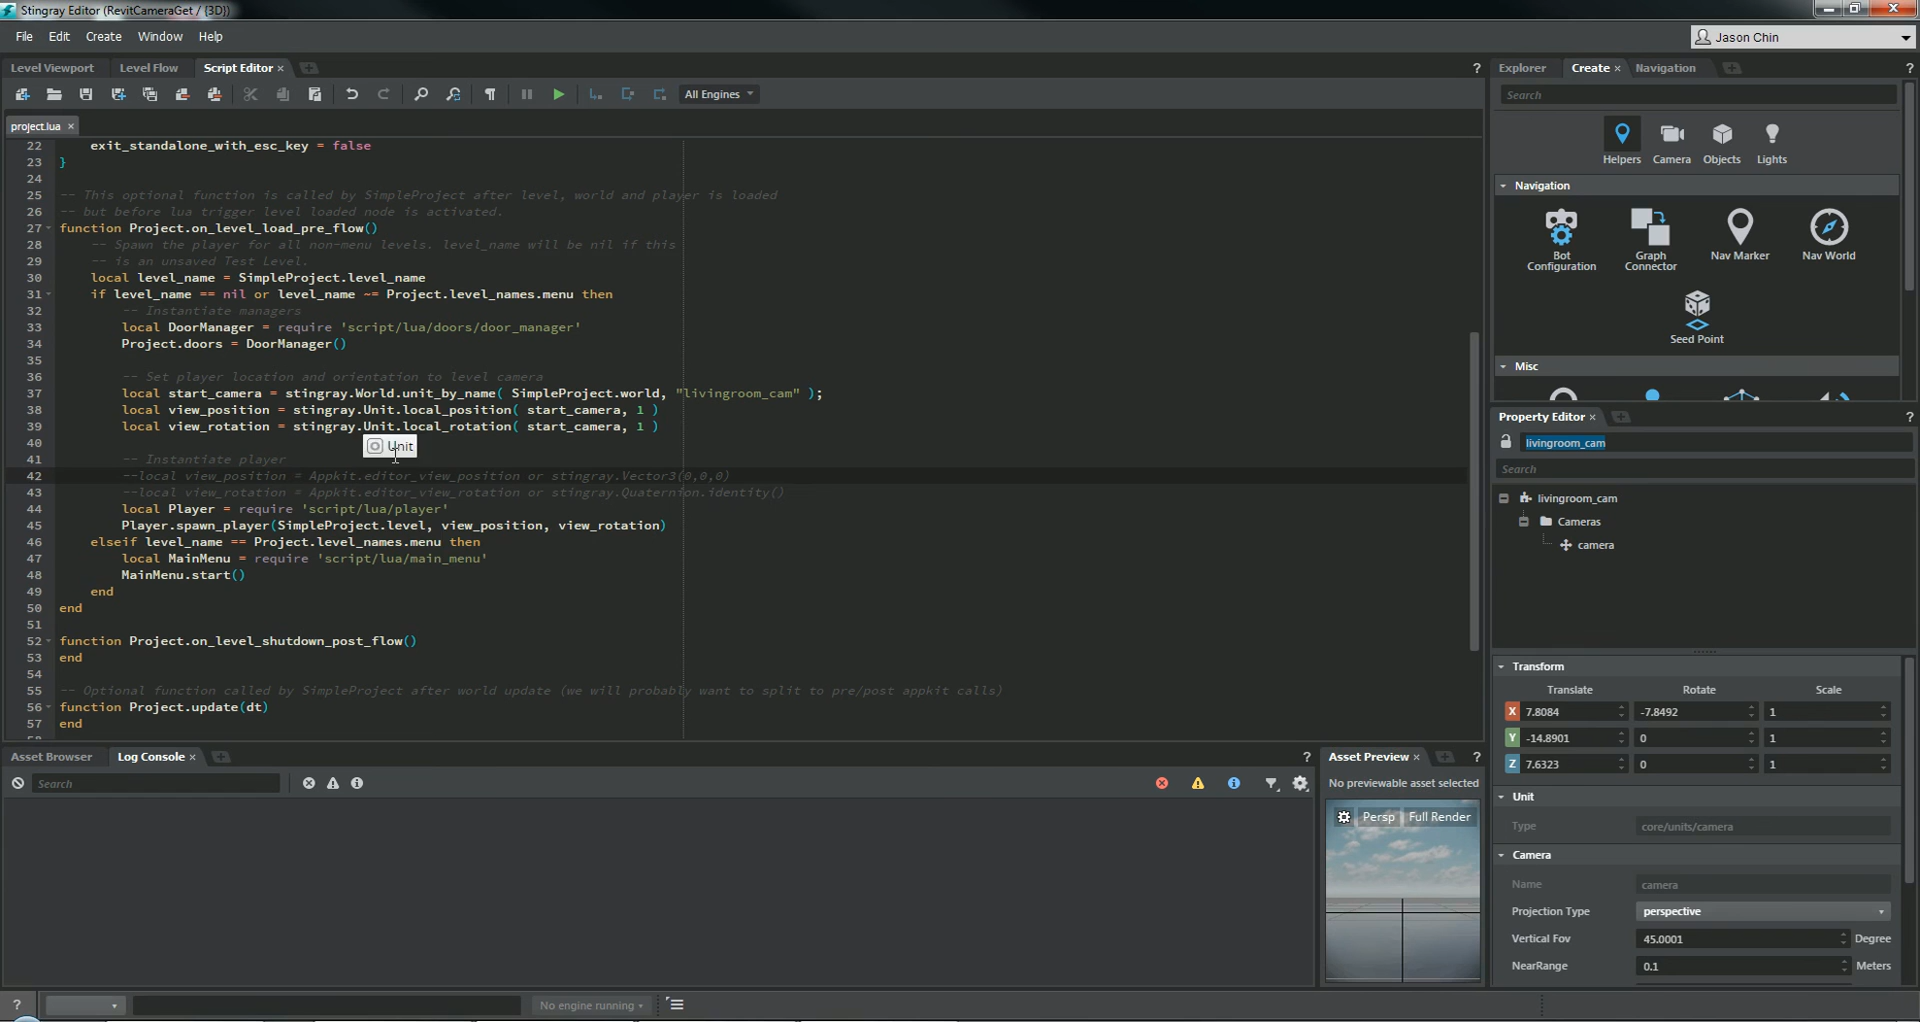 Stingray Editor (RevitCameraGet / {3D})
File Edit Create Window Help
Jason Chin
Level Viewport Level Flow Script Editor
?
All Engines
project.lua
22 exit_standalone_with_esc_key = false
23 }
24
25 -- This optional function is called by SimpleProject after level, world and player is loaded
26 -- but before lua trigger level loaded node is activated.
27 function Project.on_level_load_pre_flow()
28 -- Spawn the player for all non-menu levels. level_name will be nil if this
29 -- is an unsaved Test Level.
30 local level_name = SimpleProject.level_name
31 if level_name == nil or level_name ~= Project.level_names.menu then
32 -- Instantiate managers
33 local DoorManager = require 'script/lua/doors/door_manager'
34 Project.doors = DoorManager()
35
36 -- Set player location and orientation to level camera
37 local start_camera = stingray.World.unit_by_name( SimpleProject.world, "livingroom_cam" );
38 local view_position = stingray.Unit.local_position( start_camera, 1 )
39 local view_rotation = stingray.Unit.local_rotation( start_camera, 1 )
40
Unit
41 -- Instantiate player
42 --local view_position = Appkit.editor_view_position or stingray.Vector3(0,0,0)
43 --local view_rotation = Appkit.editor_view_rotation or stingray.Quaternion.identity()
44 local Player = require 'script/lua/player'
45 Player.spawn_player(SimpleProject.level, view_position, view_rotation)
46 elseif level_name == Project.level_names.menu then
47 local MainMenu = require 'script/lua/main_menu'
48 MainMenu.start()
49 end
50 end
51
52 function Project.on_level_shutdown_post_flow()
53 end
54
55 -- Optional function called by SimpleProject after world update (we will probably want to split to pre/post appkit calls)
56 function Project.update(dt)
57 end
Asset Browser Log Console
?
Search
Asset Preview
?
No previewable asset selected
Persp Full Render
? No engine running
Explorer Create Navigation
?
Search
Helpers Camera Objects Lights
Navigation
Bot Configuration
Graph Connector
Nav Marker
Nav World
Seed Point
Misc
Property Editor
livingroom_cam
Search
livingroom_cam
Cameras
camera
Transform
Translate Rotate Scale
X 7.8084 -7.8492 1
Y -14.8901 0 1
Z 7.6323 0 1
Unit
Type core/units/camera
Camera
Name camera
Projection Type perspective
Vertical Fov 45.0001 Degree
NearRange 0.1 Meters